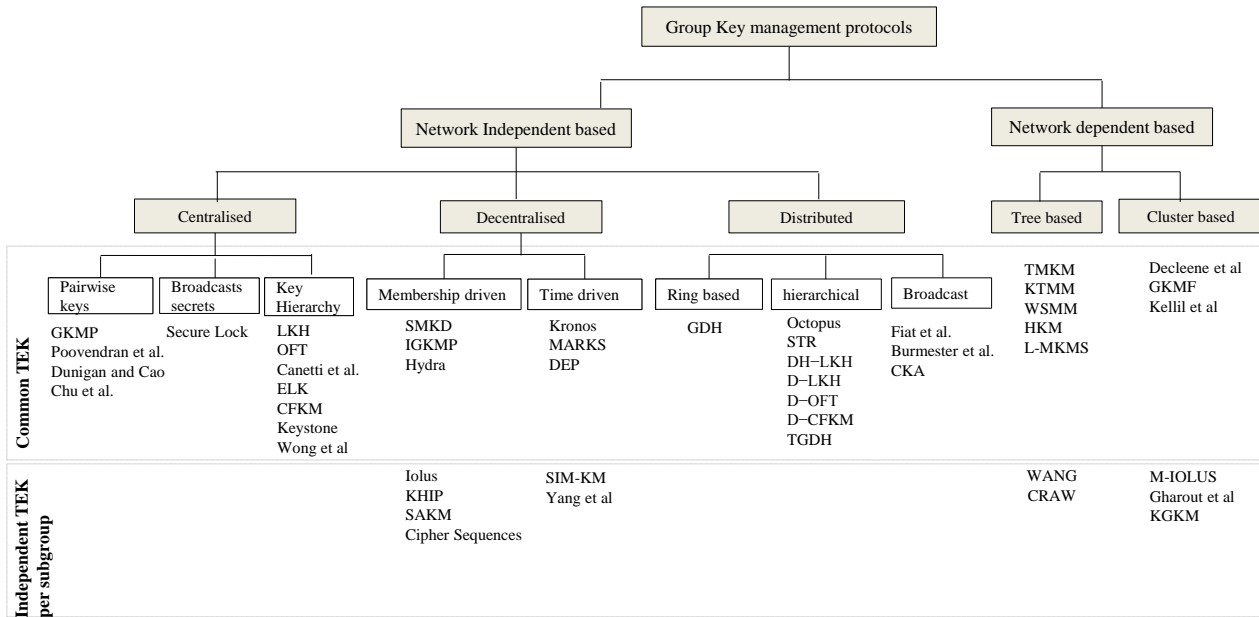 Group Key management protocols
Network Independent based
Network dependent based
Centralised
Decentralised
Distributed
Tree based
Cluster based
Common TEK
Pairwise
keys
GKMP
Poovendran et al.
Dunigan and Cao
Chu et al.
Broadcasts
secrets
Secure Lock
Key
Hierarchy
LKH
OFT
Canetti et al.
ELK
CFKM
Keystone
Wong et al
Membership driven
SMKD
IGKMP
Hydra
Time driven
Kronos
MARKS
DEP
Ring based
GDH
hierarchical
Octopus
STR
DH−LKH
D−LKH
D−OFT
D−CFKM
TGDH
Broadcast
Fiat et al.
Burmester et al.
CKA
TMKM
KTMM
WSMM
HKM
L-MKMS
Decleene et al
GKMF
Kellil et al
Independent TEK
per subgroup
Iolus
KHIP
SAKM
Cipher Sequences
SIM-KM
Yang et al
WANG
CRAW
M-IOLUS
Gharout et al
KGKM